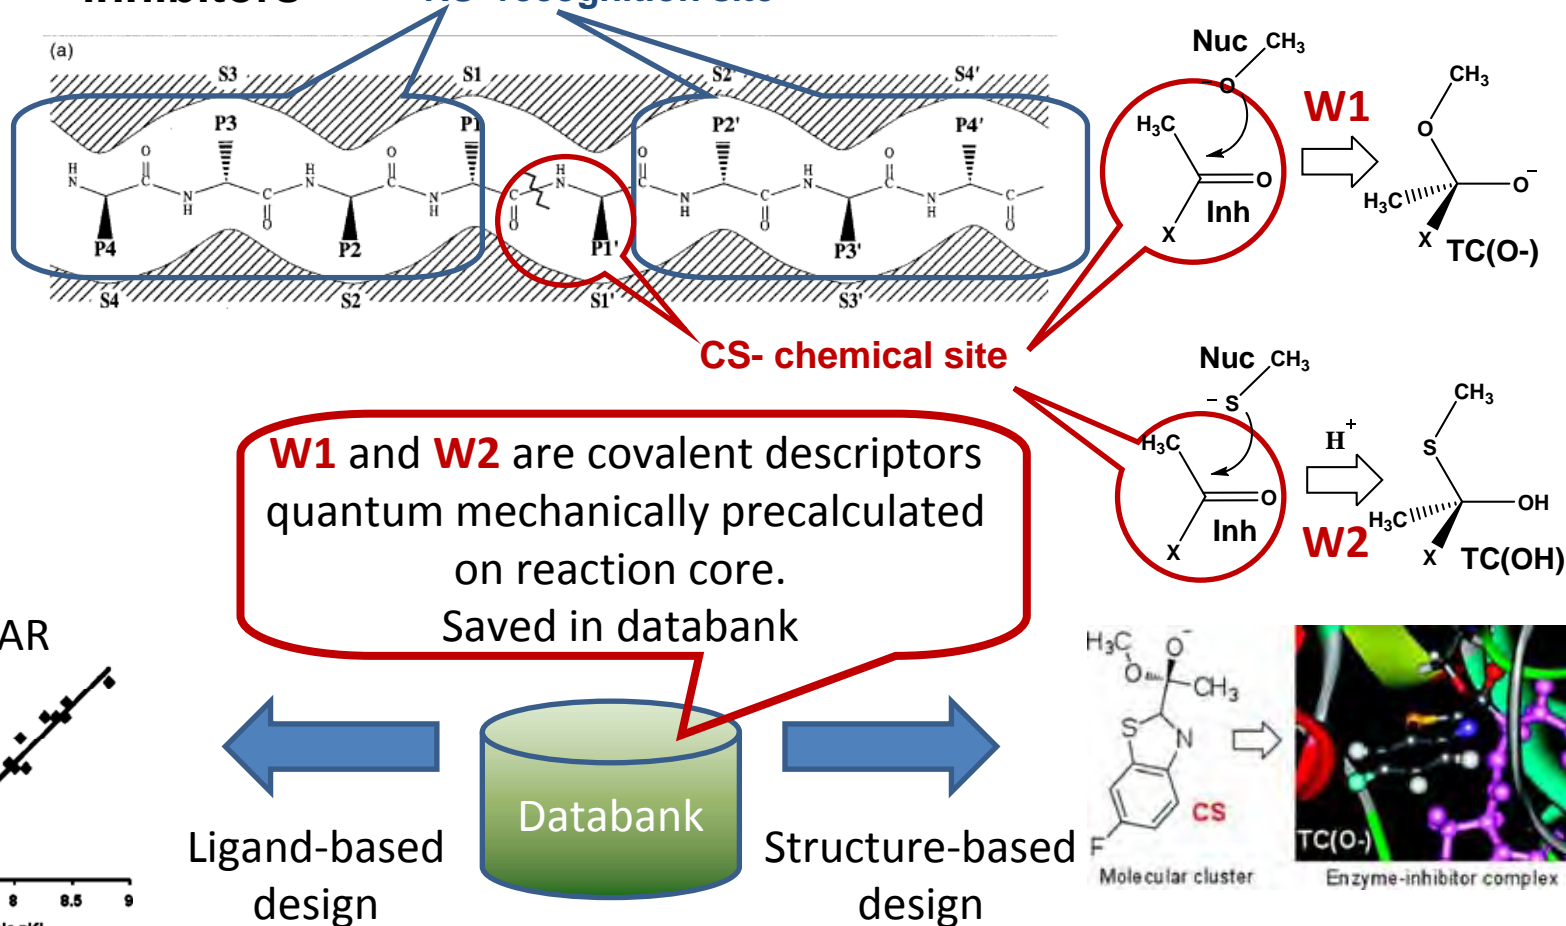 (a)
S3
S1
S2'
S4'
P3
P1
P2'
P4'
O
O
O
O
H
N
H
N
H
N
H
N
N
H
N
H
N
H
N
H
O
O
O
O
P4
P2
P1'
P3'
S4
S2
S1'
S3'
Nuc
CH3
−O
H3C
O
Inh
X
W1
CH3
O
H3C
O−
X
TC(O-)
CS- chemical site
Nuc
CH3
− S
H3C
O
Inh
X
H+
W2
CH3
S
H3C
OH
X
TC(OH)
W1 and W2 are covalent descriptors
quantum mechanically precalculated
on reaction core.
Saved in databank
AR
8
8.5
9
Databank
Ligand-based
design
Structure-based
design
H3C
O−
O
CH3
S
N
F
CS
Molecular cluster
TC(O-)
Enzyme-inhibitor complex